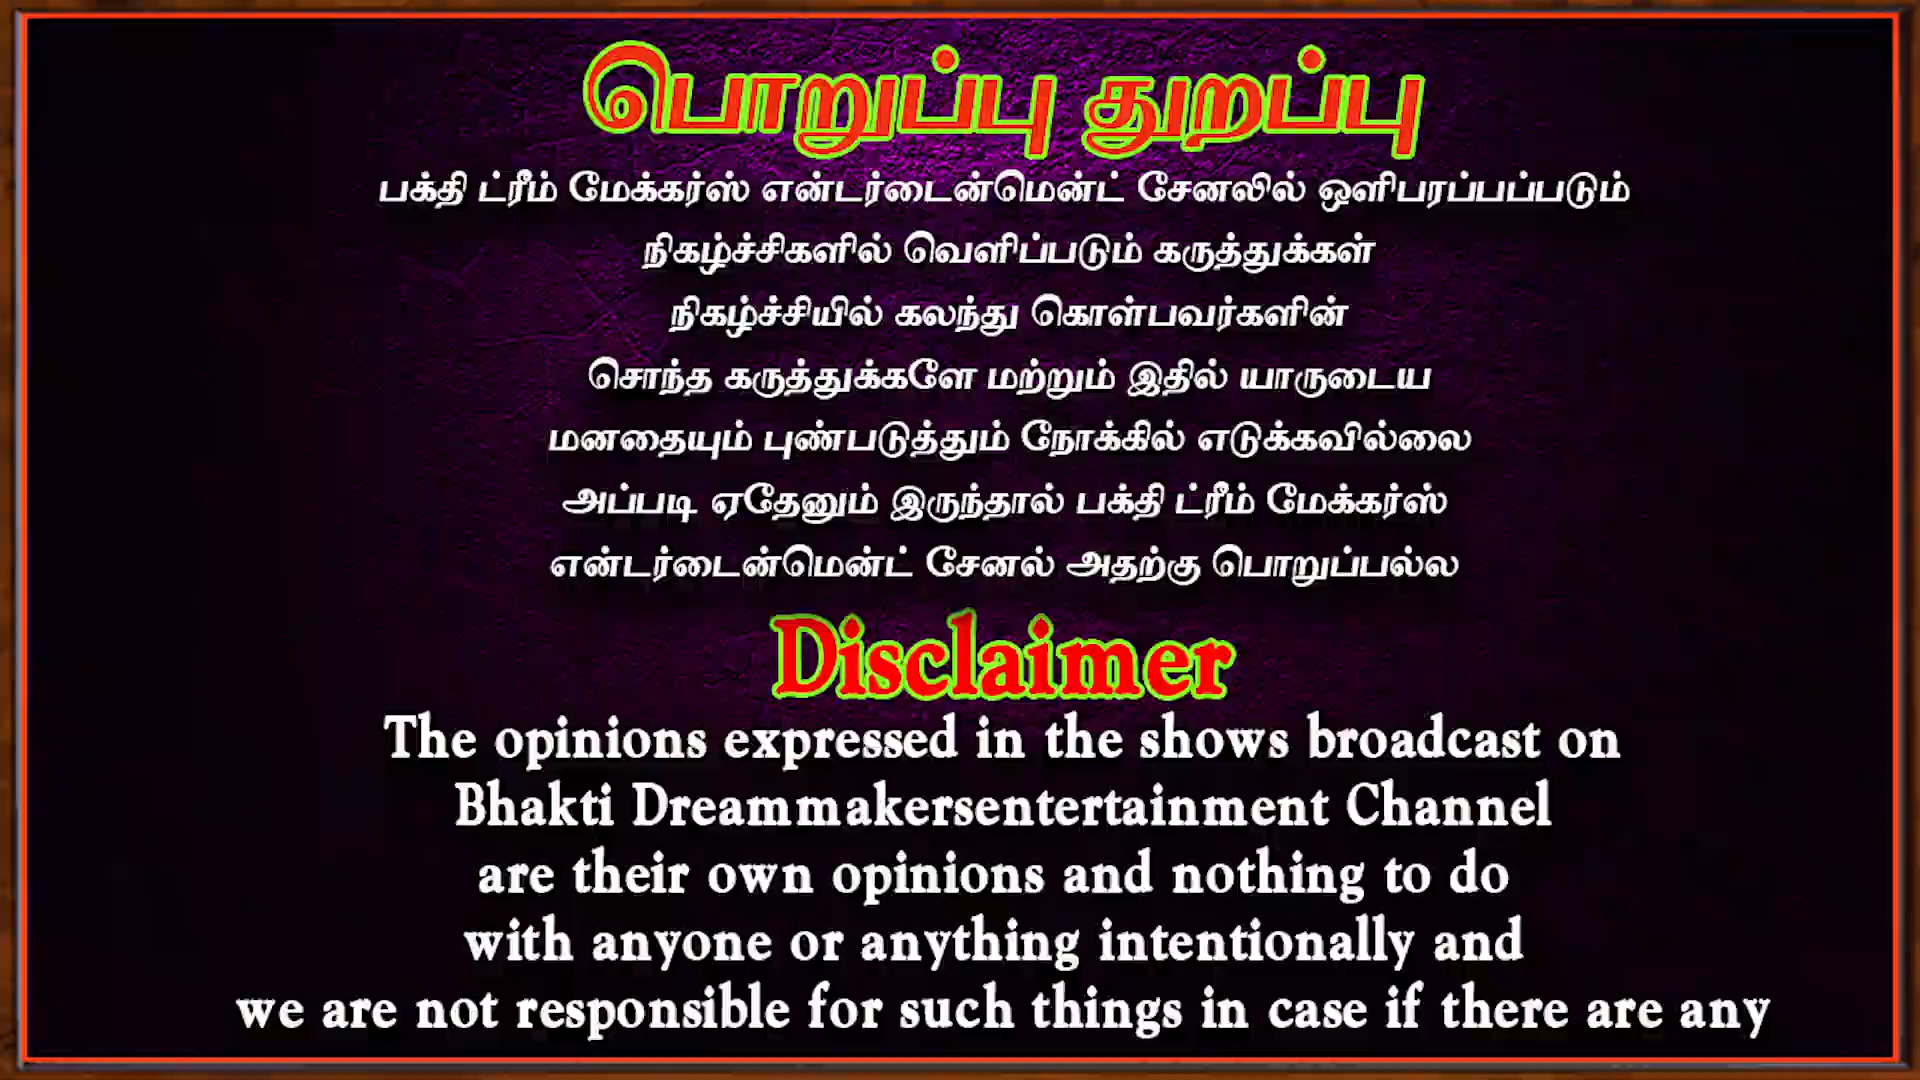 பொறுப்பு துறப்பு
பக்தி ட்ரீம் மேக்கர்ஸ் என்டர்டைன்மென்ட் சேனலில் ஒளிபரப்பப்படும்
நிகழ்ச்சிகளில் வெளிப்படும் கருத்துக்கள்
நிகழ்ச்சியில் கலந்து கொள்பவர்களின்
சொந்த கருத்துக்களே மற்றும் இதில் யாருடைய
மனதையும் புண்படுத்தும் நோக்கில் எடுக்கவில்லை
அப்படி ஏதேனும் இருந்தால் பக்தி ட்ரீம் மேக்கர்ஸ்
என்டர்டைன்மென்ட் சேனல் அதற்கு பொறுப்பல்ல
Disclaimer
The opinions expressed in the shows broadcast on
Bhakti Dreammakersentertainment Channel
are their own opinions and nothing to do
with anyone or anything intentionally and
we are not responsible for such things in case if there are any